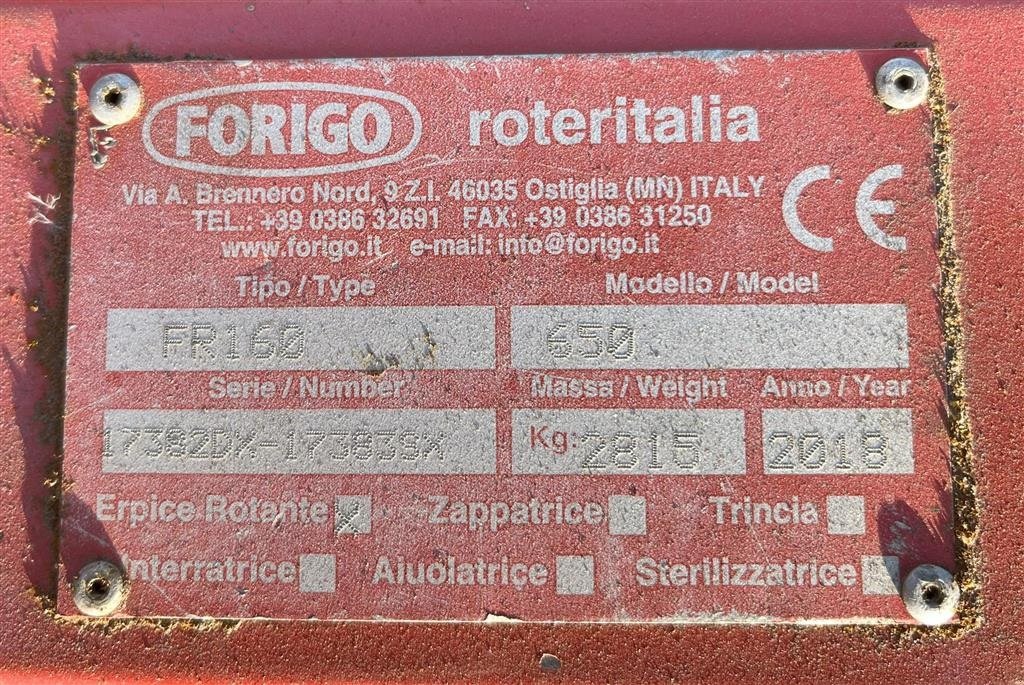 FORIGO roteritalia
Via A. Brennero Nord, 9 Z.I. 46035 Ostiglia (MN) ITALY
TEL.: +39 0386 32691 FAX: +39 0386 31250
www.forigo.it e-mail: info@forigo.it
CE
Tipo / Type Modello / Model
FR160 650
Serie / Number Massa / Weight Anno / Year
17382DX-17383SX Kg: 2815 2018
Erpice Rotante X Zappatrice Trincia
Interratrice Aiuolatrice Sterilizzatrice